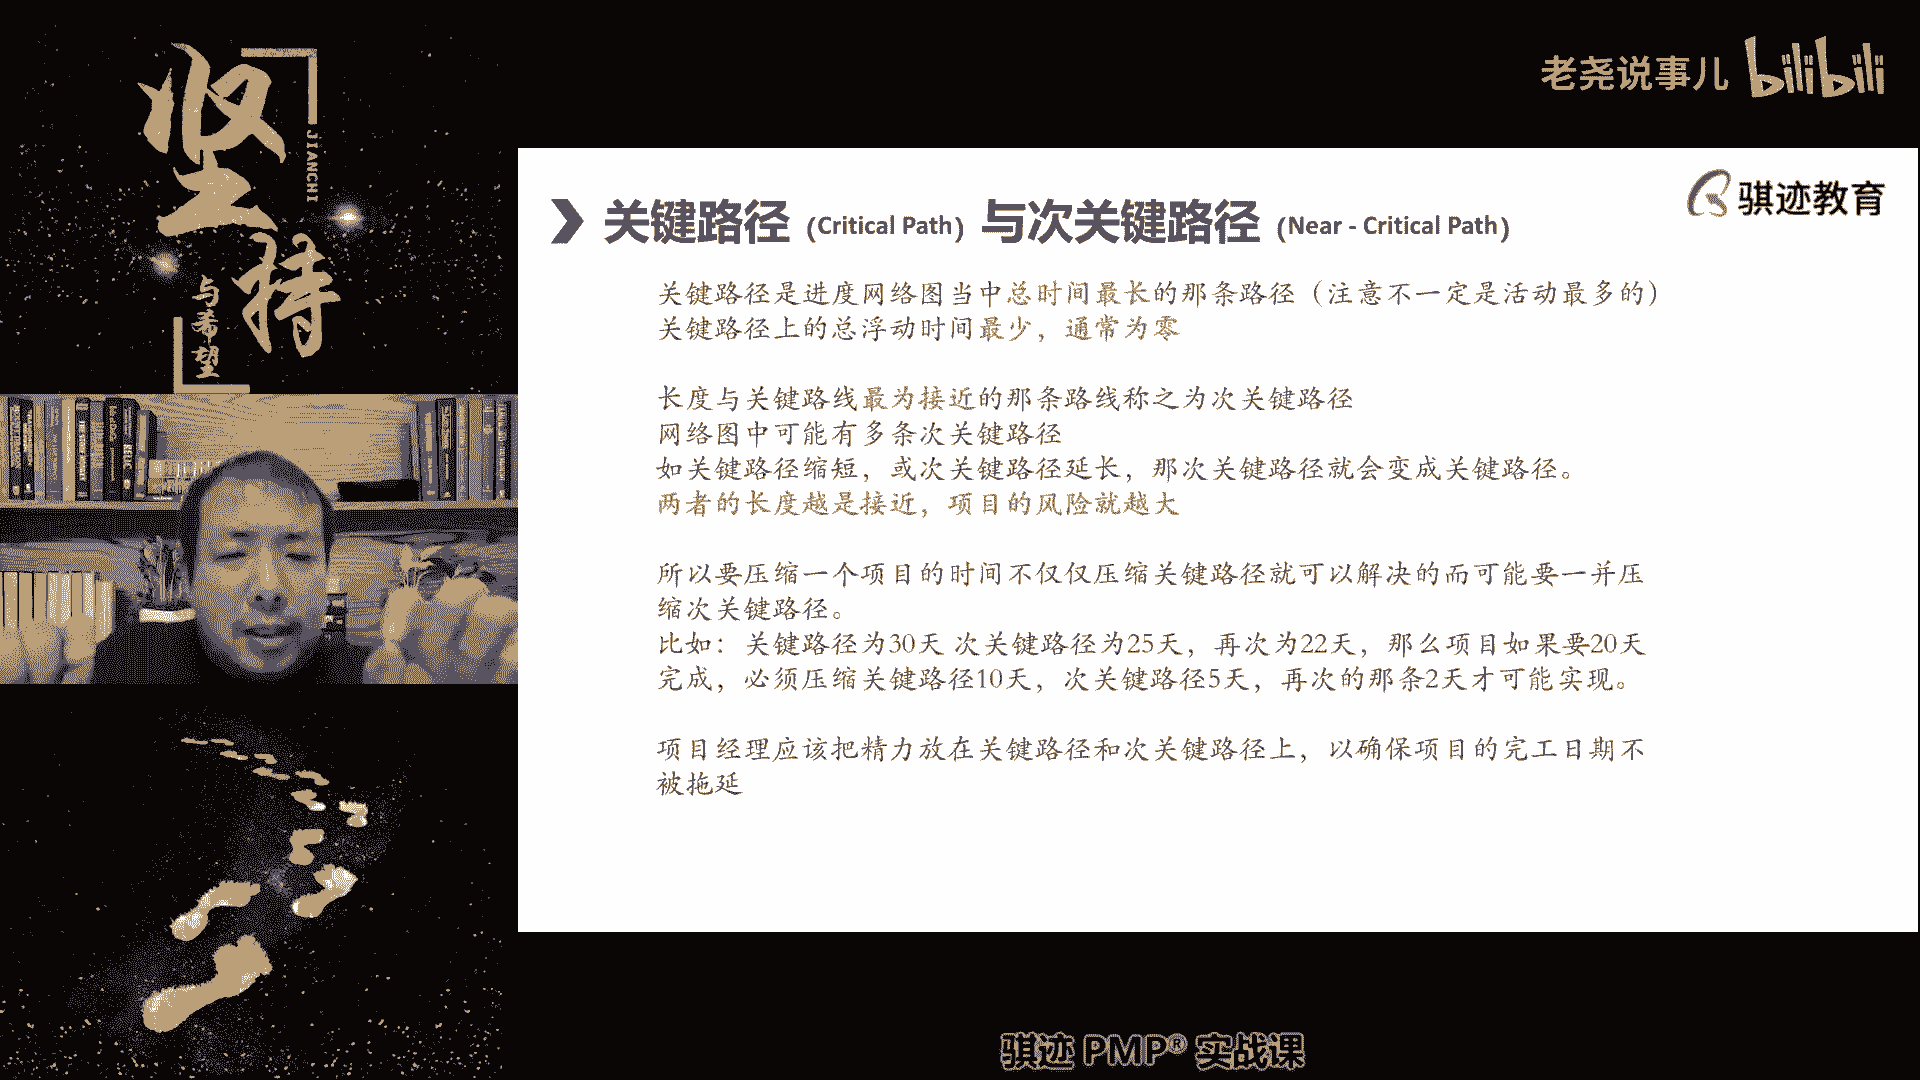 坚持
JIANCHI
与希望
老尧说事儿 bilibili
骐迹教育
关键路径 (Critical Path) 与次关键路径 (Near - Critical Path)
关键路径是进度网络图当中总时间最长的那条路径（注意不一定是活动最多的）
关键路径上的总浮动时间最少，通常为零
长度与关键路线最为接近的那条路线称之为次关键路径
网络图中可能有多条次关键路径
如关键路径缩短，或次关键路径延长，那次关键路径就会变成关键路径。
两者的长度越是接近，项目的风险就越大
所以要压缩一个项目的时间不仅仅压缩关键路径就可以解决的而可能要一并压
缩次关键路径。
比如：关键路径为30天 次关键路径为25天，再次为22天，那么项目如果要20天
完成，必须压缩关键路径10天，次关键路径5天，再次的那条2天才可能实现。
项目经理应该把精力放在关键路径和次关键路径上，以确保项目的完工日期不
被拖延
骐迹 PMP® 实战课